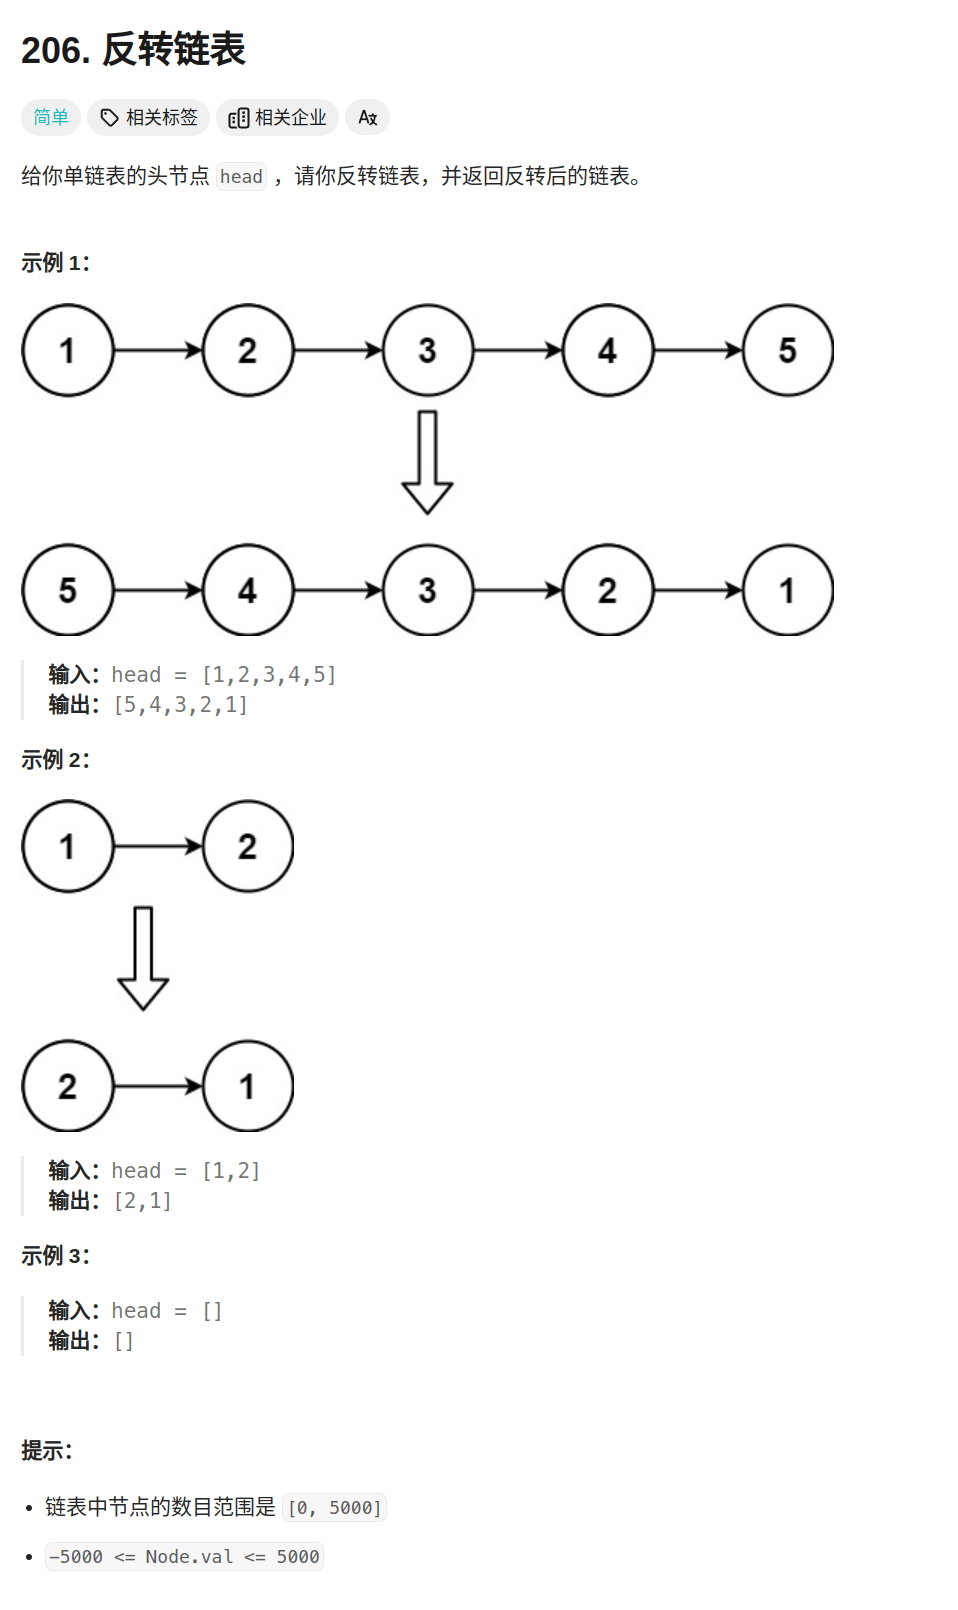 206. 反转链表
简单 相关标签 相关企业 A文
给你单链表的头节点 head ，请你反转链表，并返回反转后的链表。
示例 1：
1 2 3 4 5
5 4 3 2 1
输入：head = [1,2,3,4,5]
输出：[5,4,3,2,1]
示例 2：
1 2
2 1
输入：head = [1,2]
输出：[2,1]
示例 3：
输入：head = []
输出：[]
提示：
• 链表中节点的数目范围是 [0, 5000]
• -5000 <= Node.val <= 5000